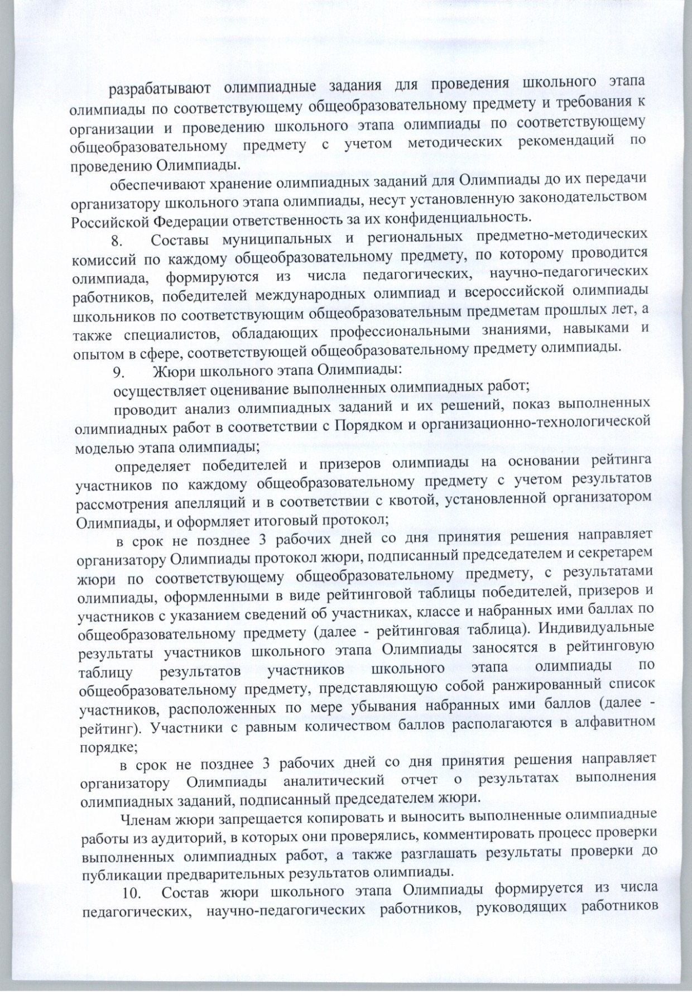 разрабатывают олимпиадные задания для проведения школьного этапа
олимпиады по соответствующему общеобразовательному предмету и требования к
организации и проведению школьного этапа олимпиады по соответствующему
общеобразовательному предмету с учетом методических рекомендаций по
проведению Олимпиады.
обеспечивают хранение олимпиадных заданий для Олимпиады до их передачи
организатору школьного этапа олимпиады, несут установленную законодательством
Российской Федерации ответственность за их конфиденциальность.
8. Составы муниципальных и региональных предметно-методических
комиссий по каждому общеобразовательному предмету, по которому проводится
олимпиада, формируются из числа педагогических, научно-педагогических
работников, победителей международных олимпиад и всероссийской олимпиады
школьников по соответствующим общеобразовательным предметам прошлых лет, а
также специалистов, обладающих профессиональными знаниями, навыками и
опытом в сфере, соответствующей общеобразовательному предмету олимпиады.
9. Жюри школьного этапа Олимпиады:
осуществляет оценивание выполненных олимпиадных работ;
проводит анализ олимпиадных заданий и их решений, показ выполненных
олимпиадных работ в соответствии с Порядком и организационно-технологической
моделью этапа олимпиады;
определяет победителей и призеров олимпиады на основании рейтинга
участников по каждому общеобразовательному предмету с учетом результатов
рассмотрения апелляций и в соответствии с квотой, установленной организатором
Олимпиады, и оформляет итоговый протокол;
в срок не позднее 3 рабочих дней со дня принятия решения направляет
организатору Олимпиады протокол жюри, подписанный председателем и секретарем
жюри по соответствующему общеобразовательному предмету, с результатами
олимпиады, оформленными в виде рейтинговой таблицы победителей, призеров и
участников с указанием сведений об участниках, классе и набранных ими баллах по
общеобразовательному предмету (далее - рейтинговая таблица). Индивидуальные
результаты участников школьного этапа Олимпиады заносятся в рейтинговую
таблицу результатов участников школьного этапа олимпиады по
общеобразовательному предмету, представляющую собой ранжированный список
участников, расположенных по мере убывания набранных ими баллов (далее -
рейтинг). Участники с равным количеством баллов располагаются в алфавитном
порядке;
в срок не позднее 3 рабочих дней со дня принятия решения направляет
организатору Олимпиады аналитический отчет о результатах выполнения
олимпиадных заданий, подписанный председателем жюри.
Членам жюри запрещается копировать и выносить выполненные олимпиадные
работы из аудиторий, в которых они проверялись, комментировать процесс проверки
выполненных олимпиадных работ, а также разглашать результаты проверки до
публикации предварительных результатов олимпиады.
10. Состав жюри школьного этапа Олимпиады формируется из числа
педагогических, научно-педагогических работников, руководящих работников